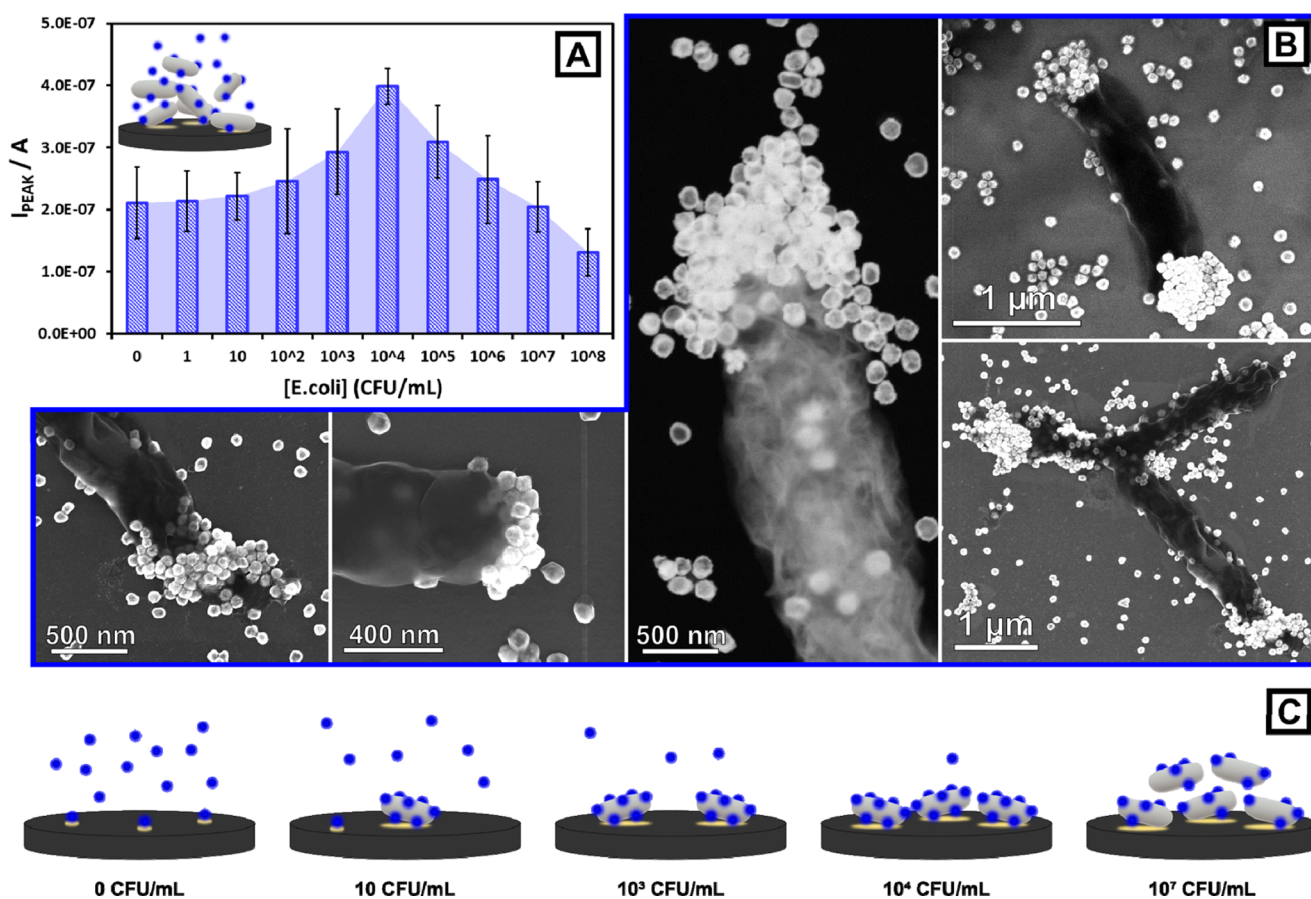 A
5.0E-07
4.0E-07
3.0E-07
2.0E-07
1.0E-07
0.0E+00
I_PEAK / A
0 1 10 10^2 10^3 10^4 10^5 10^6 10^7 10^8
[E.coli] (CFU/mL)
B
1 µm
500 nm
400 nm
500 nm
1 µm
C
0 CFU/mL
10 CFU/mL
10³ CFU/mL
10⁴ CFU/mL
10⁷ CFU/mL